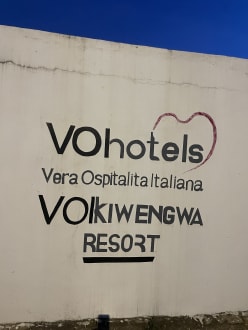 VOhotels
Vera Ospitalita Italiana
VOIKIWENGWA
RESORT